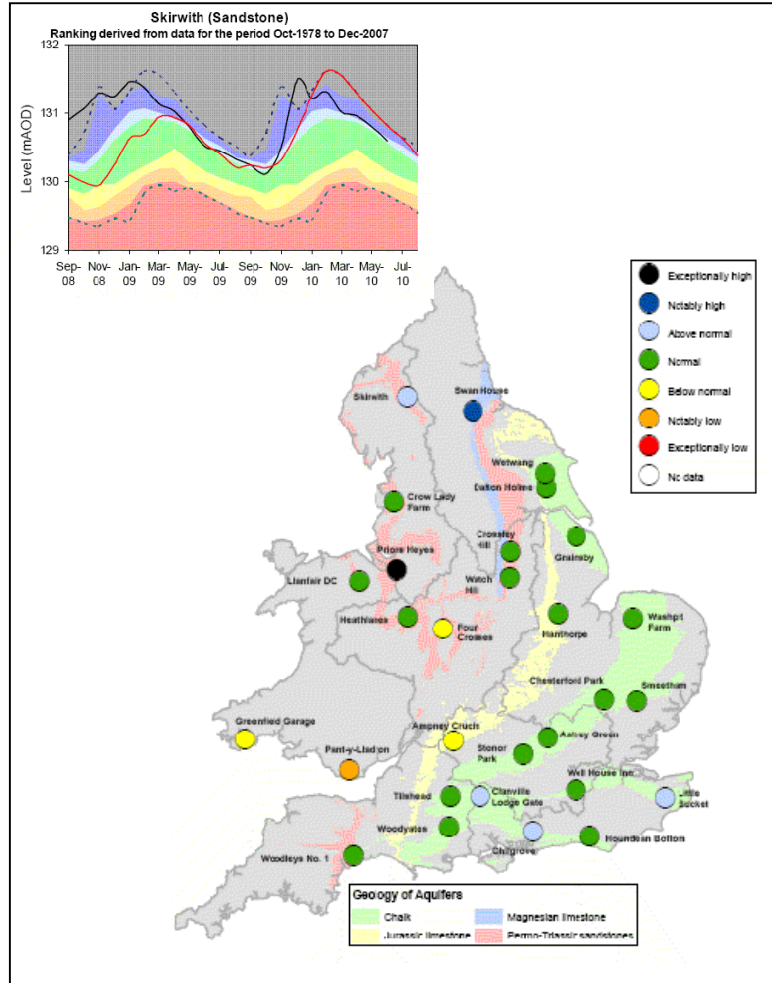 Skirwith (Sandstone)
Ranking derived from data for the period Oct-1978 to Dec-2007
132
131
130
129
Level (mAOD)
Sep-08
Nov-08
Jan-09
Mar-09
May-09
Jul-09
Sep-09
Nov-09
Jan-10
Mar-10
May-10
Jul-10
Exceptionally high
Notably high
Above normal
Normal
Below normal
Notably low
Exceptionally low
No data
Skirwith
Swan House
Wetwang
Dalton Holme
Crow Lady
Farm
Crossley
Hill
Grainsby
Priors Heyes
Llanfair DC
Watch
Hill
Heathlanes
Four
Crosses
Hanthorpe
Washpit
Farm
Chesterford Park
Smeetham
Greenfield Garage
Ampney Crucis
Pant-y-Lladron
Stonor
Park
Ashley Green
Well House Inn
Tilshead
Clanville
Lodge Gate
Little
Bucket
Woodyates
Chilgrove
Houndean Bottom
Woodleys No. 1
Geology of Aquifers
Chalk
Magnesian limestone
Jurassic limestone
Permo-Triassic sandstones